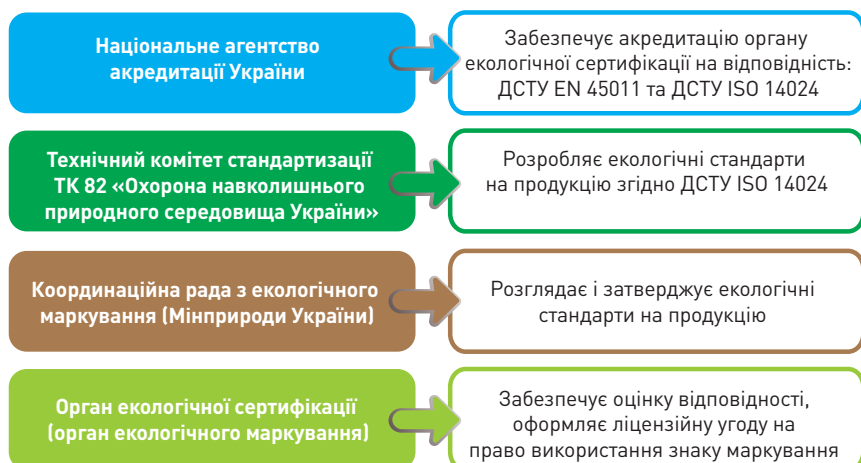 Національне агентство
акредитації України
Забезпечує акредитацію органу
екологічної сертифікації на відповідність:
ДСТУ EN 45011 та ДСТУ ISO 14024
Технічний комітет стандартизації
ТК 82 «Охорона навколишнього
природного середовища України»
Розробляє екологічні стандарти
на продукцію згідно ДСТУ ISO 14024
Координаційна рада з екологічного
маркування (Мінприроди України)
Розглядає і затверджує екологічні
стандарти на продукцію
Орган екологічної сертифікації
(орган екологічного маркування)
Забезпечує оцінку відповідності,
оформляє ліцензійну угоду на
право використання знаку маркування